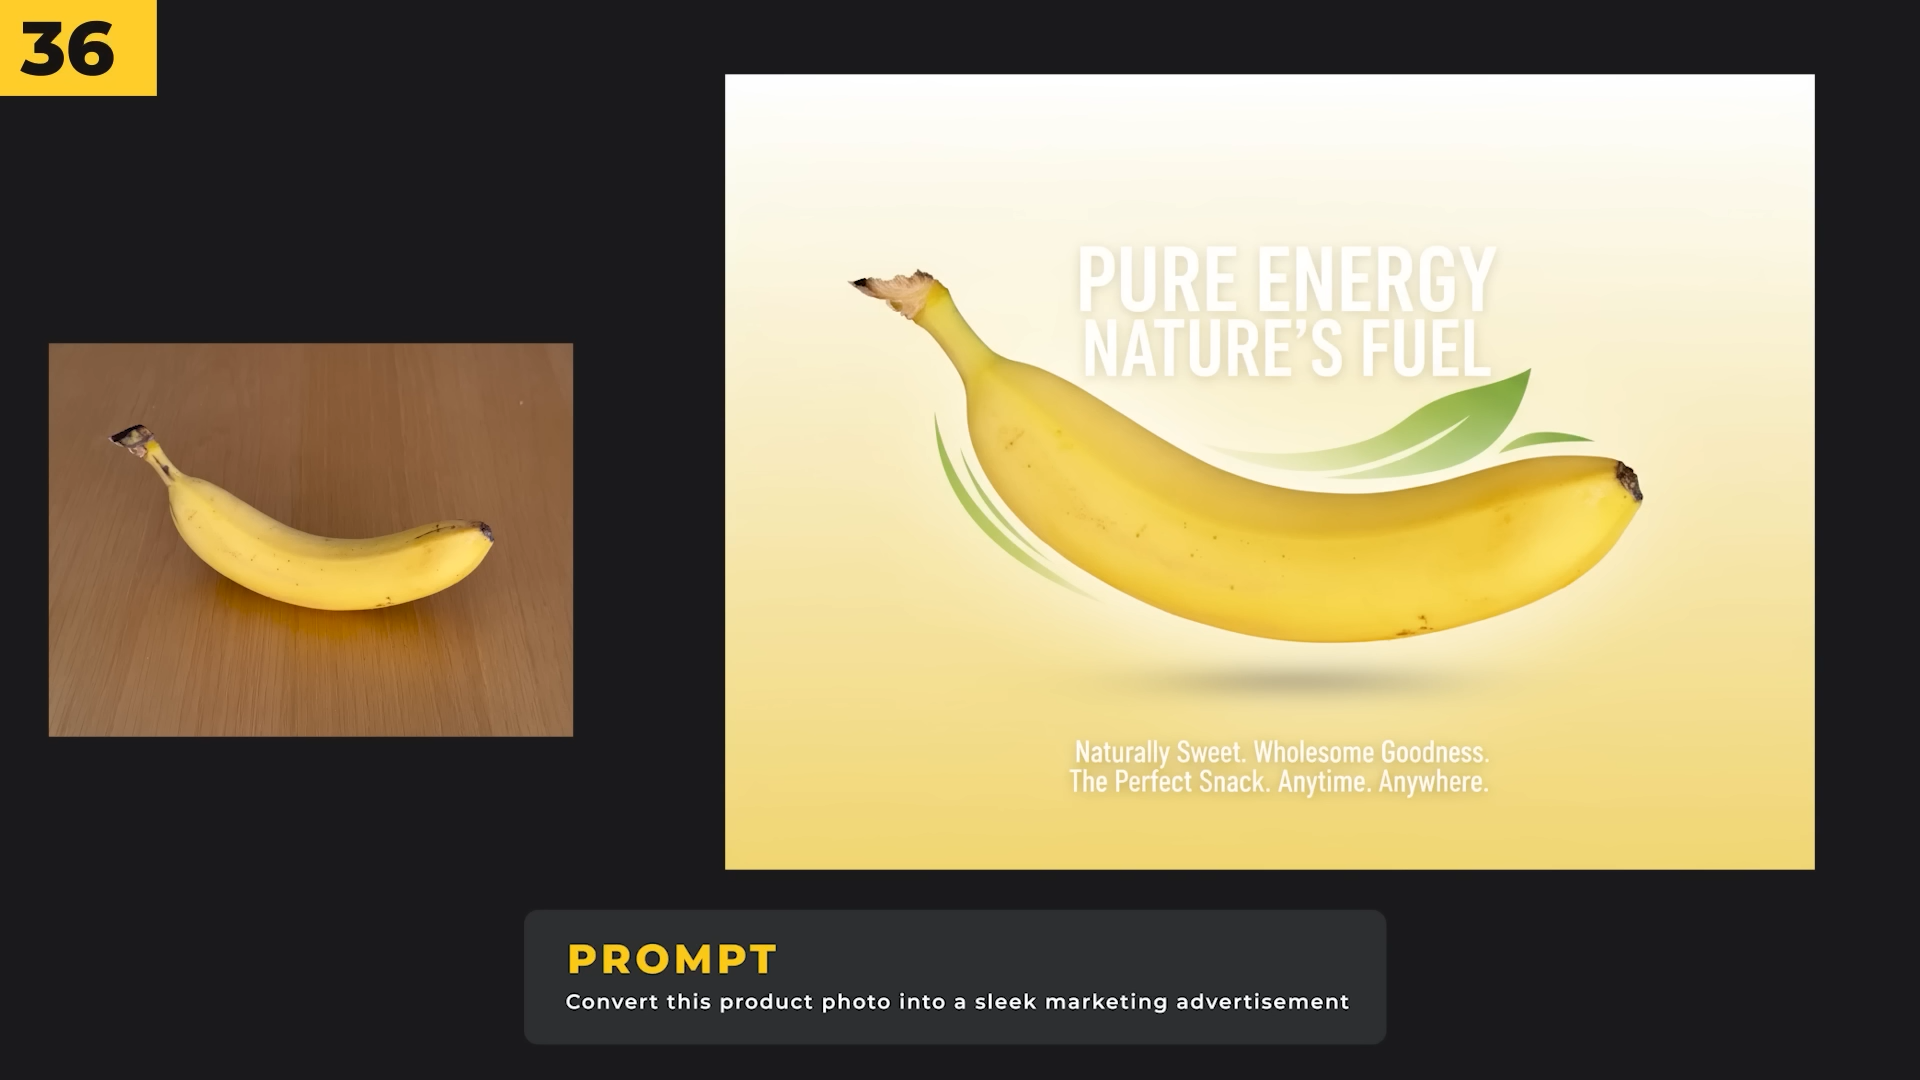 36
PURE ENERGY
NATURE’S FUEL
Naturally Sweet. Wholesome Goodness.
The Perfect Snack. Anytime. Anywhere.
PROMPT
Convert this product photo into a sleek marketing advertisement